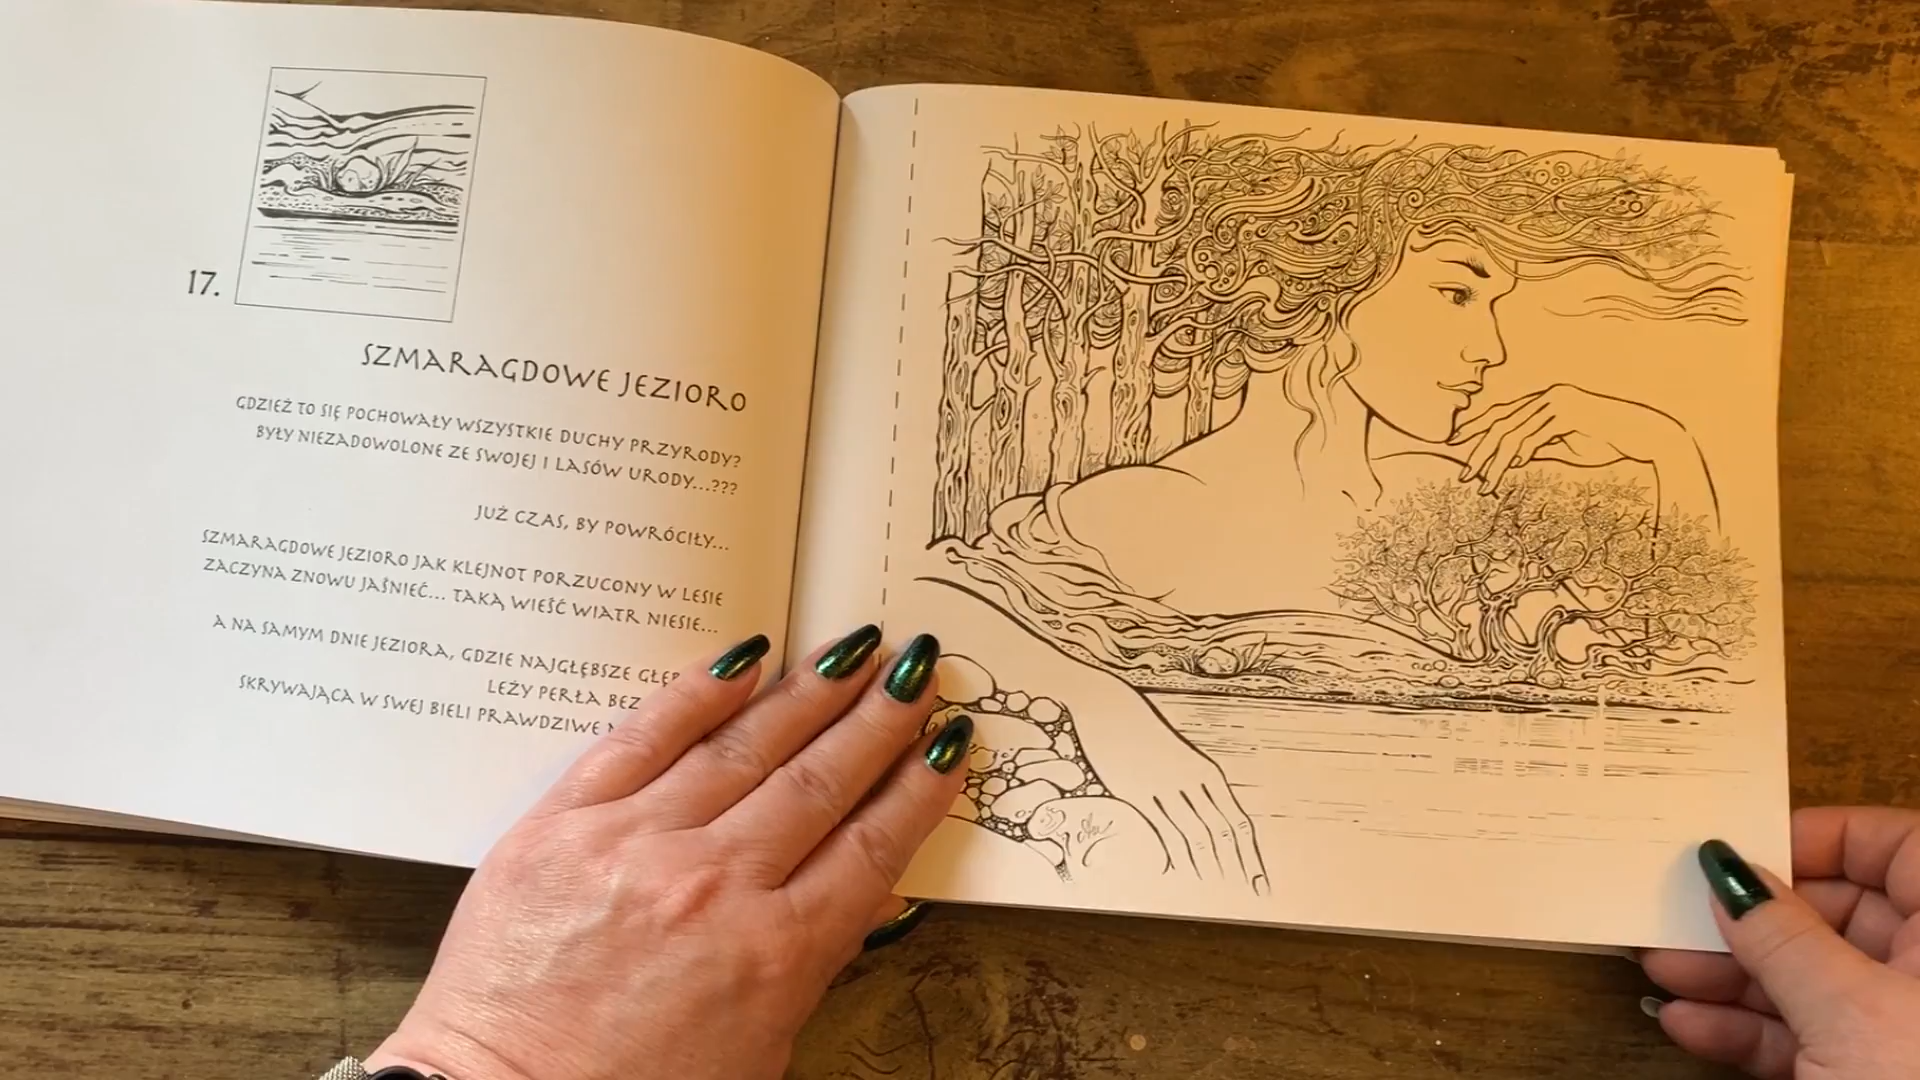 17.
SZMARAGDOWE JEZIORO
GDZIEŻ TO SIĘ POCHOWAŁY WSZYSTKIE DUCHY PRZYRODY?
BYŁY NIEZADOWOLONE ZE SWOJEJ I LASÓW URODY...???
JUŻ CZAS, BY POWRÓCIŁY...
SZMARAGDOWE JEZIORO JAK KLEJNOT PORZUCONY W LESIE
ZACZYNA ZNOWU JAŚNIEĆ... TAKĄ WIEŚĆ WIATR NIESIE...
A NA SAMYM DNIE JEZIORA, GDZIE NAJGŁĘBSZE
LEŻY PERŁA BEZ
SKRYWAJĄCA W SWEJ BIELI PRAWDZIWE